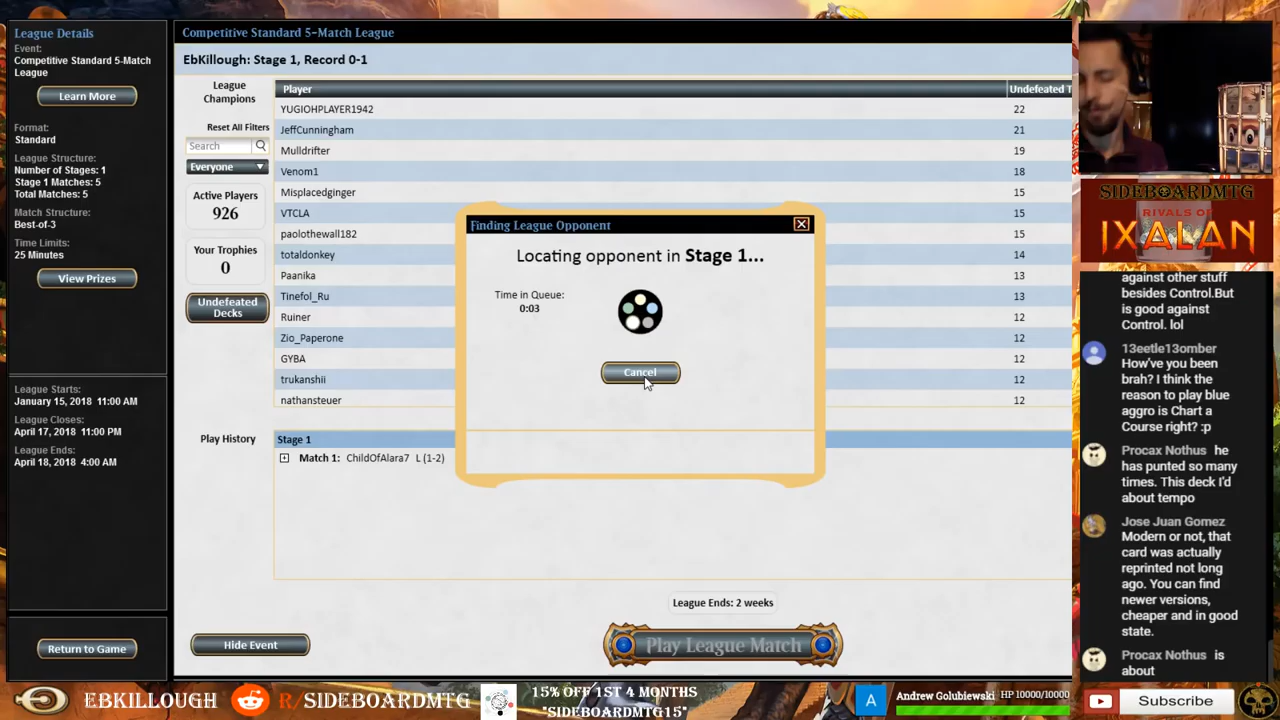 League Details
Event:
Competitive Standard 5-Match
League
Learn More
Format:
Standard
League Structure:
Number of Stages: 1
Stage 1 Matches: 5
Total Matches: 5
Match Structure:
Best-of-3
Time Limits:
25 Minutes
View Prizes
League Starts:
January 15, 2018 11:00 AM
League Closes:
April 17, 2018 11:00 PM
League Ends:
April 18, 2018 4:00 AM
Return to Game
Competitive Standard 5-Match League
EbKillough: Stage 1, Record 0-1
League
Champions
Reset All Filters
Search
Everyone
Active Players
926
Your Trophies
0
Undefeated
Decks
Player Undefeated T
YUGIOHPLAYER1942 22
JeffCunningham 21
Mulldrifter 19
Venom1 18
Misplacedginger 15
VTCLA 15
paolothewall182 15
totaldonkey 14
Paanika 13
Tinefol_Ru 13
Ruiner 12
Zio_Paperone 12
GYBA 12
trukanshii 12
nathansteuer 12
Finding League Opponent
Locating opponent in Stage 1...
Time in Queue:
0:03
Cancel
Play History
Stage 1
Match 1: ChildOfAlara7 L (1-2)
League Ends: 2 weeks
Hide Event
Play League Match
SIDEBOARDMTG
RIVALS OF
IXALAN
against other stuff
besides Control.But
is good against
Control. lol
13eetle13omber
How've you been
brah? I think the
reason to play blue
aggro is Chart a
Course right? :p
Procax Nothus he
has punted so many
times. This deck I'd
about tempo
Jose Juan Gomez
Modern or not, that
card was actually
reprinted not long
ago. You can find
newer versions,
cheaper and in good
state.
Procax Nothus is
about
EBKILLOUGH
R/SIDEBOARDMTG
15% OFF 1ST 4 MONTHS
"SIDEBOARDMTG15"
A
Andrew Golubiewski HP 10000/10000
Subscribe